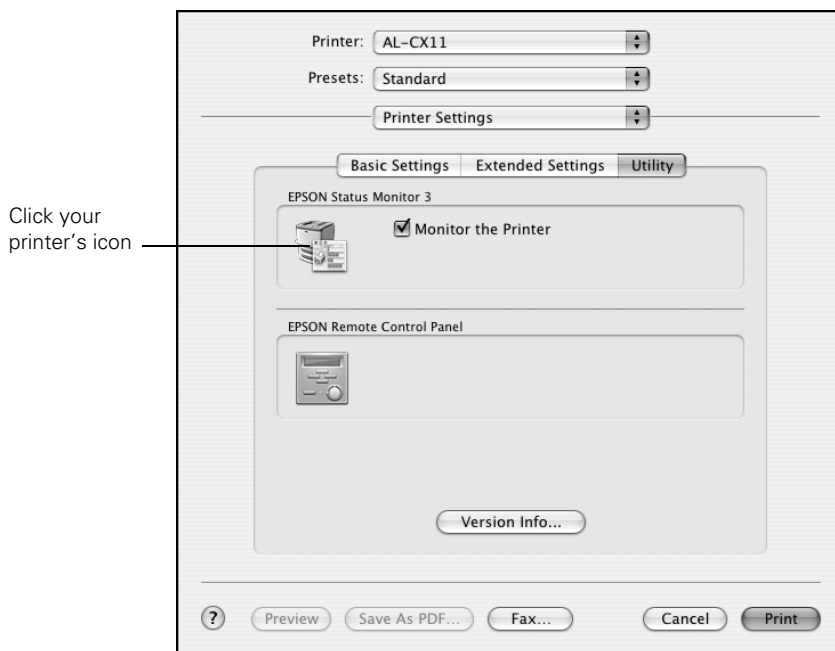 Printer: AL-CX11
Presets: Standard
Printer Settings
Basic Settings Extended Settings Utility
EPSON Status Monitor 3
Click your
printer's icon
Monitor the Printer
EPSON Remote Control Panel
Version Info...
? Preview Save As PDF... Fax... Cancel Print